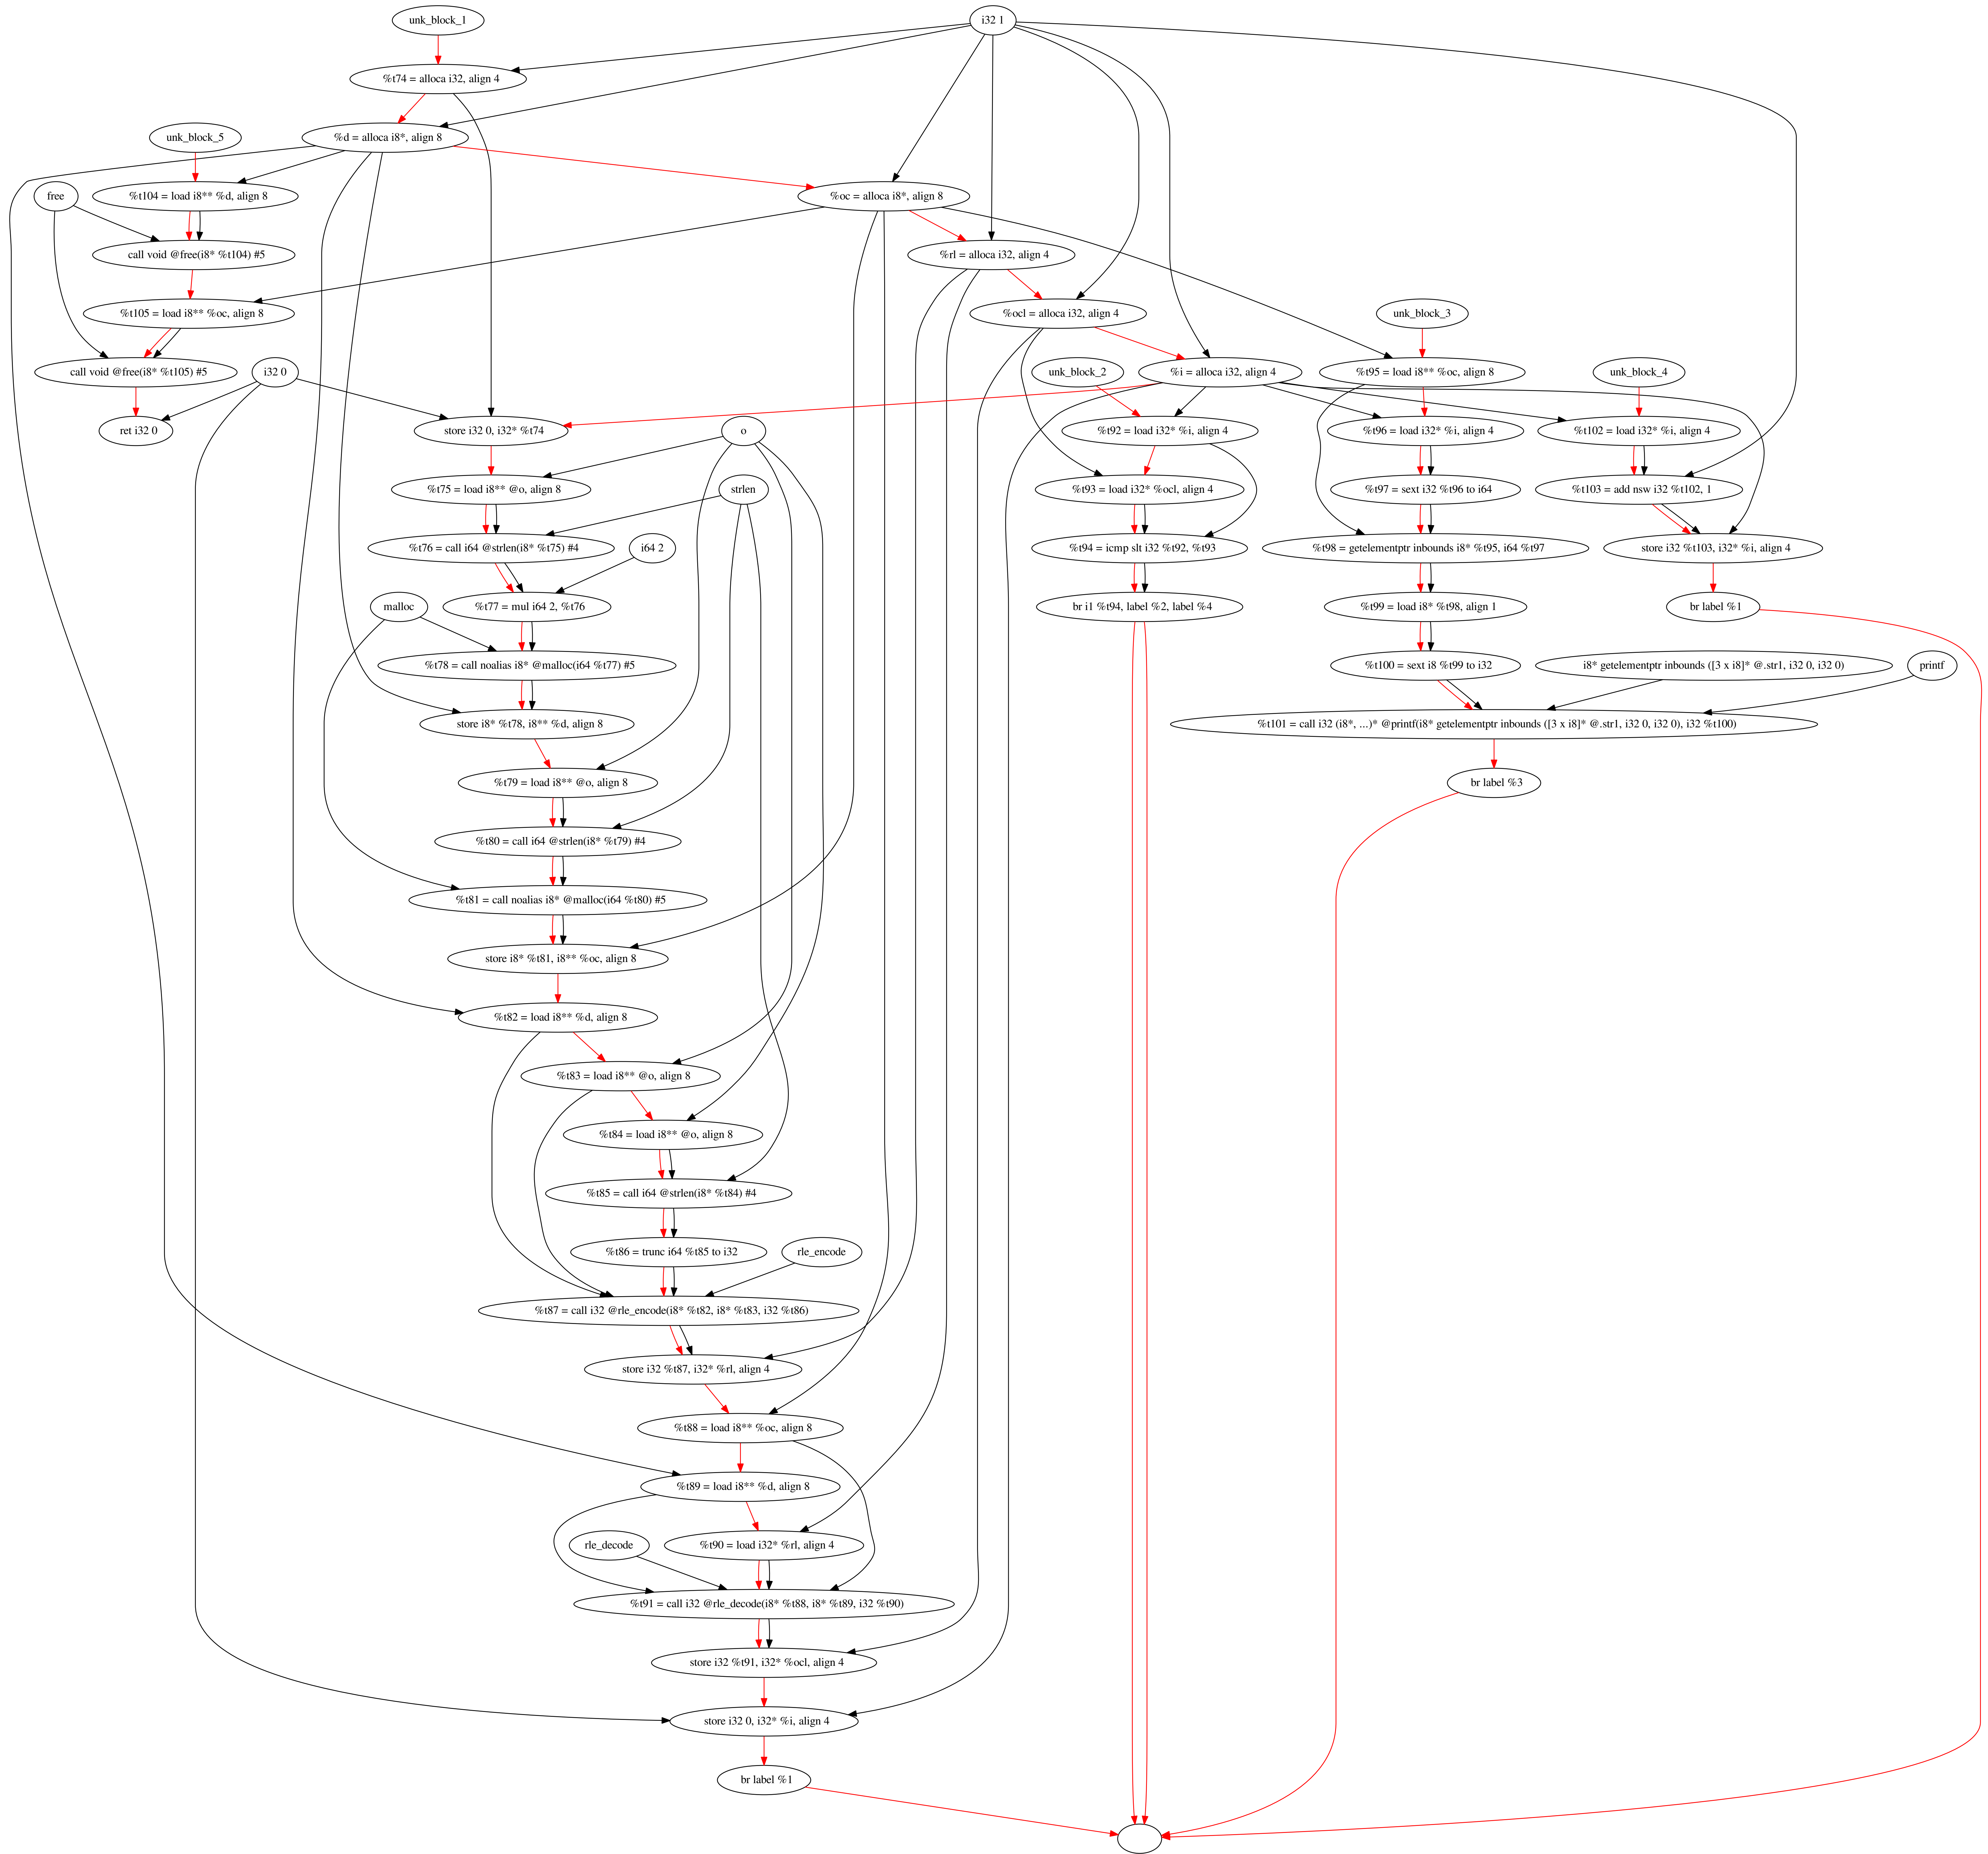 unk_block_1
i32 1
%t74 = alloca i32, align 4
unk_block_5
%d = alloca i8*, align 8
free
%t104 = load i8** %d, align 8
%oc = alloca i8*, align 8
call void @free(i8* %t104) #5
%rl = alloca i32, align 4
%t105 = load i8** %oc, align 8
%ocl = alloca i32, align 4
unk_block_3
call void @free(i8* %t105) #5
i32 0
unk_block_2
%i = alloca i32, align 4
%t95 = load i8** %oc, align 8
unk_block_4
ret i32 0
store i32 0, i32* %t74
o
%t92 = load i32* %i, align 4
%t96 = load i32* %i, align 4
%t102 = load i32* %i, align 4
%t75 = load i8** @o, align 8
strlen
%t93 = load i32* %ocl, align 4
%t97 = sext i32 %t96 to i64
%t103 = add nsw i32 %t102, 1
%t76 = call i64 @strlen(i8* %t75) #4
i64 2
%t94 = icmp slt i32 %t92, %t93
%t98 = getelementptr inbounds i8* %t95, i64 %t97
store i32 %t103, i32* %i, align 4
malloc
%t77 = mul i64 2, %t76
br i1 %t94, label %2, label %4
%t99 = load i8* %t98, align 1
br label %1
%t78 = call noalias i8* @malloc(i64 %t77) #5
%t100 = sext i8 %t99 to i32
i8* getelementptr inbounds ([3 x i8]* @.str1, i32 0, i32 0)
printf
store i8* %t78, i8** %d, align 8
%t101 = call i32 (i8*, ...)* @printf(i8* getelementptr inbounds ([3 x i8]* @.str1, i32 0, i32 0), i32 %t100)
%t79 = load i8** @o, align 8
br label %3
%t80 = call i64 @strlen(i8* %t79) #4
%t81 = call noalias i8* @malloc(i64 %t80) #5
store i8* %t81, i8** %oc, align 8
%t82 = load i8** %d, align 8
%t83 = load i8** @o, align 8
%t84 = load i8** @o, align 8
%t85 = call i64 @strlen(i8* %t84) #4
%t86 = trunc i64 %t85 to i32
rle_encode
%t87 = call i32 @rle_encode(i8* %t82, i8* %t83, i32 %t86)
store i32 %t87, i32* %rl, align 4
%t88 = load i8** %oc, align 8
%t89 = load i8** %d, align 8
rle_decode
%t90 = load i32* %rl, align 4
%t91 = call i32 @rle_decode(i8* %t88, i8* %t89, i32 %t90)
store i32 %t91, i32* %ocl, align 4
store i32 0, i32* %i, align 4
br label %1